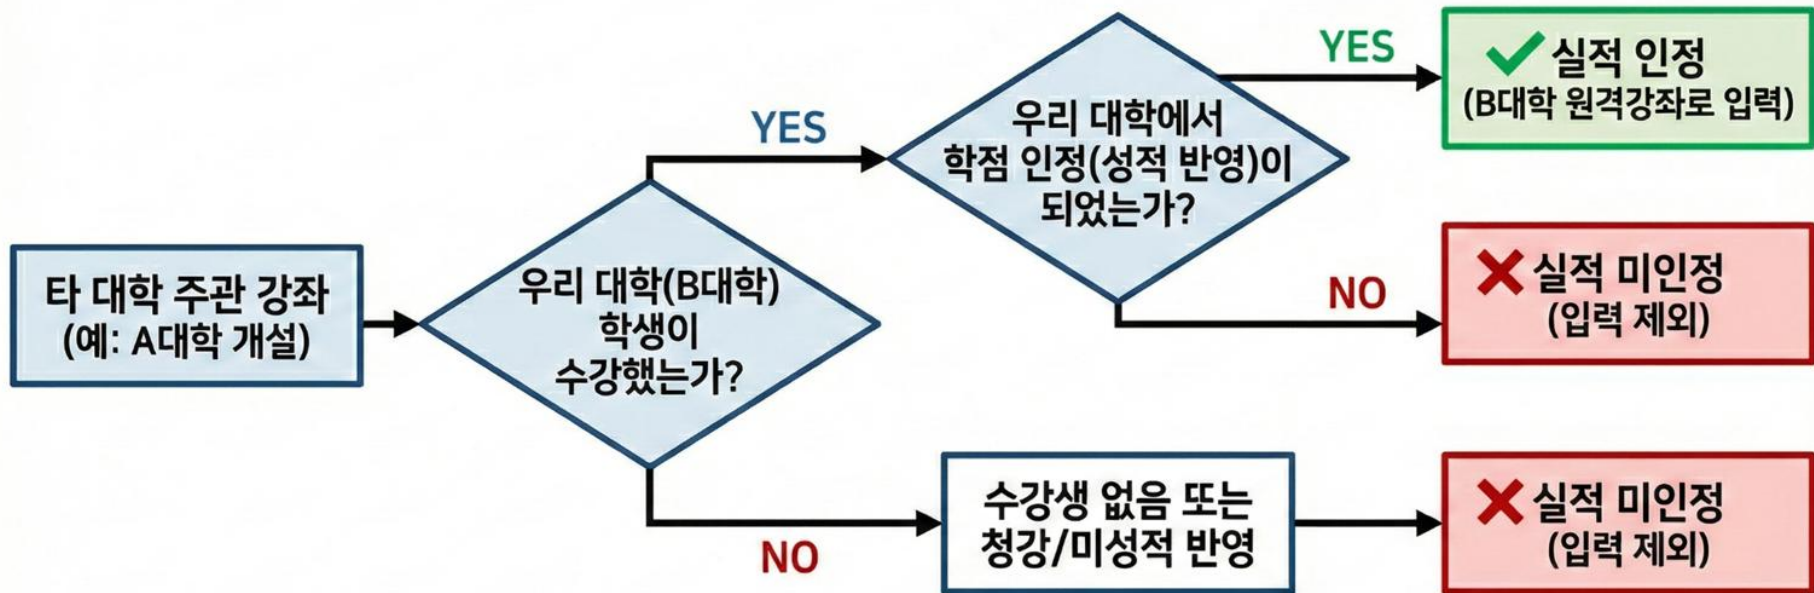 타 대학 주관 강좌
(예: A대학 개설)
우리 대학(B대학)
학생이
수강했는가?
YES
우리 대학에서
학점 인정(성적 반영)이
되었는가?
YES
✓ 실적 인정
(B대학 원격강좌로 입력)
NO
✕ 실적 미인정
(입력 제외)
NO
수강생 없음 또는
청강/미성적 반영
✕ 실적 미인정
(입력 제외)